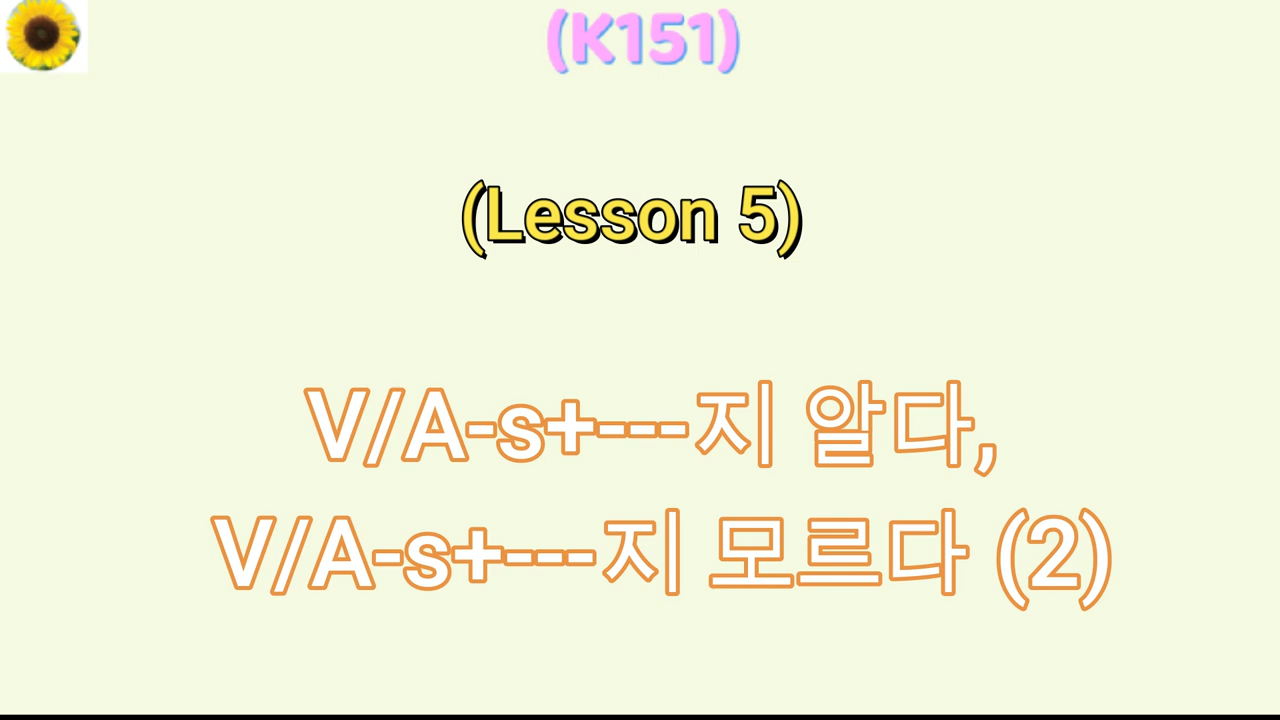 (K151)
(Lesson 5)
V/A-s+---지 알다,
V/A-s+---지 모르다 (2)